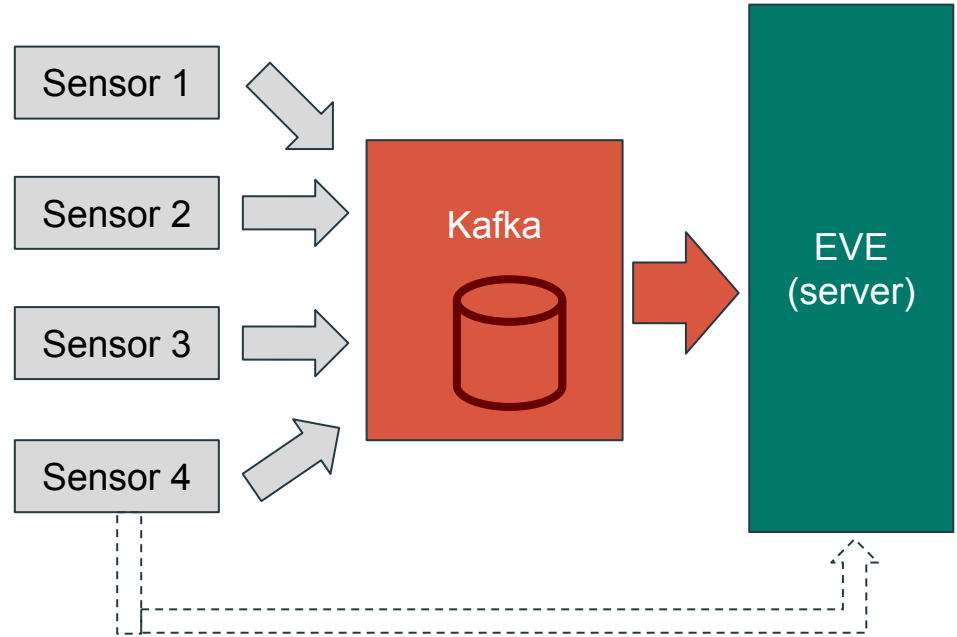 Sensor 1
Sensor 2
Sensor 3
Sensor 4
Kafka
EVE
(server)